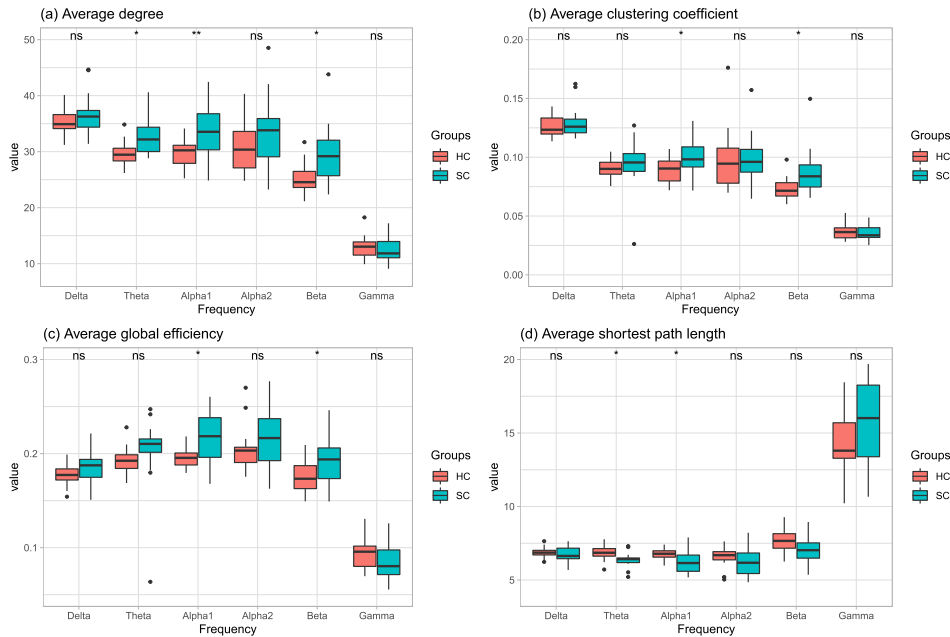 (a) Average degree
ns * ** ns * ns
50
40
30
20
10
value
Delta Theta Alpha1 Alpha2 Beta Gamma
Frequency
Groups
HC
SC
(b) Average clustering coefficient
ns ns * ns * ns
0.20
0.15
0.10
0.05
0.00
value
Delta Theta Alpha1 Alpha2 Beta Gamma
Frequency
Groups
HC
SC
(c) Average global efficiency
ns ns * ns * ns
0.3
0.2
0.1
value
Delta Theta Alpha1 Alpha2 Beta Gamma
Frequency
Groups
HC
SC
(d) Average shortest path length
ns * * ns ns ns
20
15
10
5
value
Delta Theta Alpha1 Alpha2 Beta Gamma
Frequency
Groups
HC
SC